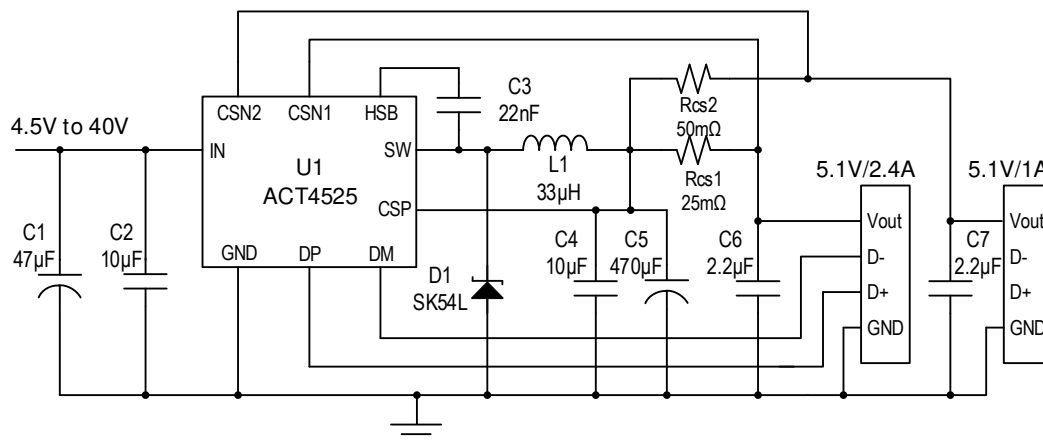 CSN2
CSN1
HSB
C3
22nF
Rcs2
50mΩ
4.5V to 40V
IN
SW
U1
ACT4525
L1
33µH
Rcs1
25mΩ
5.1V/2.4A
5.1V/1A
CSP
C1
47µF
C2
10µF
GND
DP
DM
D1
SK54L
C4
10µF
C5
470µF
C6
2.2µF
Vout
D-
D+
GND
C7
2.2µF
Vout
D-
D+
GND